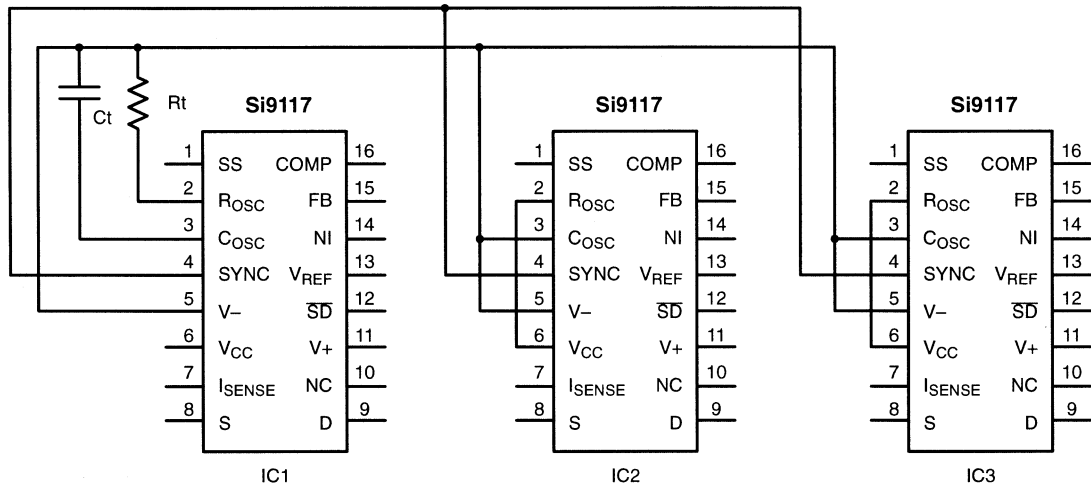 Ct
Rt
Si9117
1 SS COMP 16
2 ROSC FB 15
3 COSC NI 14
4 SYNC VREF 13
5 V– SD 12
6 VCC V+ 11
7 ISENSE NC 10
8 S D 9
IC1
Si9117
1 SS COMP 16
2 ROSC FB 15
3 COSC NI 14
4 SYNC VREF 13
5 V– SD 12
6 VCC V+ 11
7 ISENSE NC 10
8 S D 9
IC2
Si9117
1 SS COMP 16
2 ROSC FB 15
3 COSC NI 14
4 SYNC VREF 13
5 V– SD 12
6 VCC V+ 11
7 ISENSE NC 10
8 S D 9
IC3